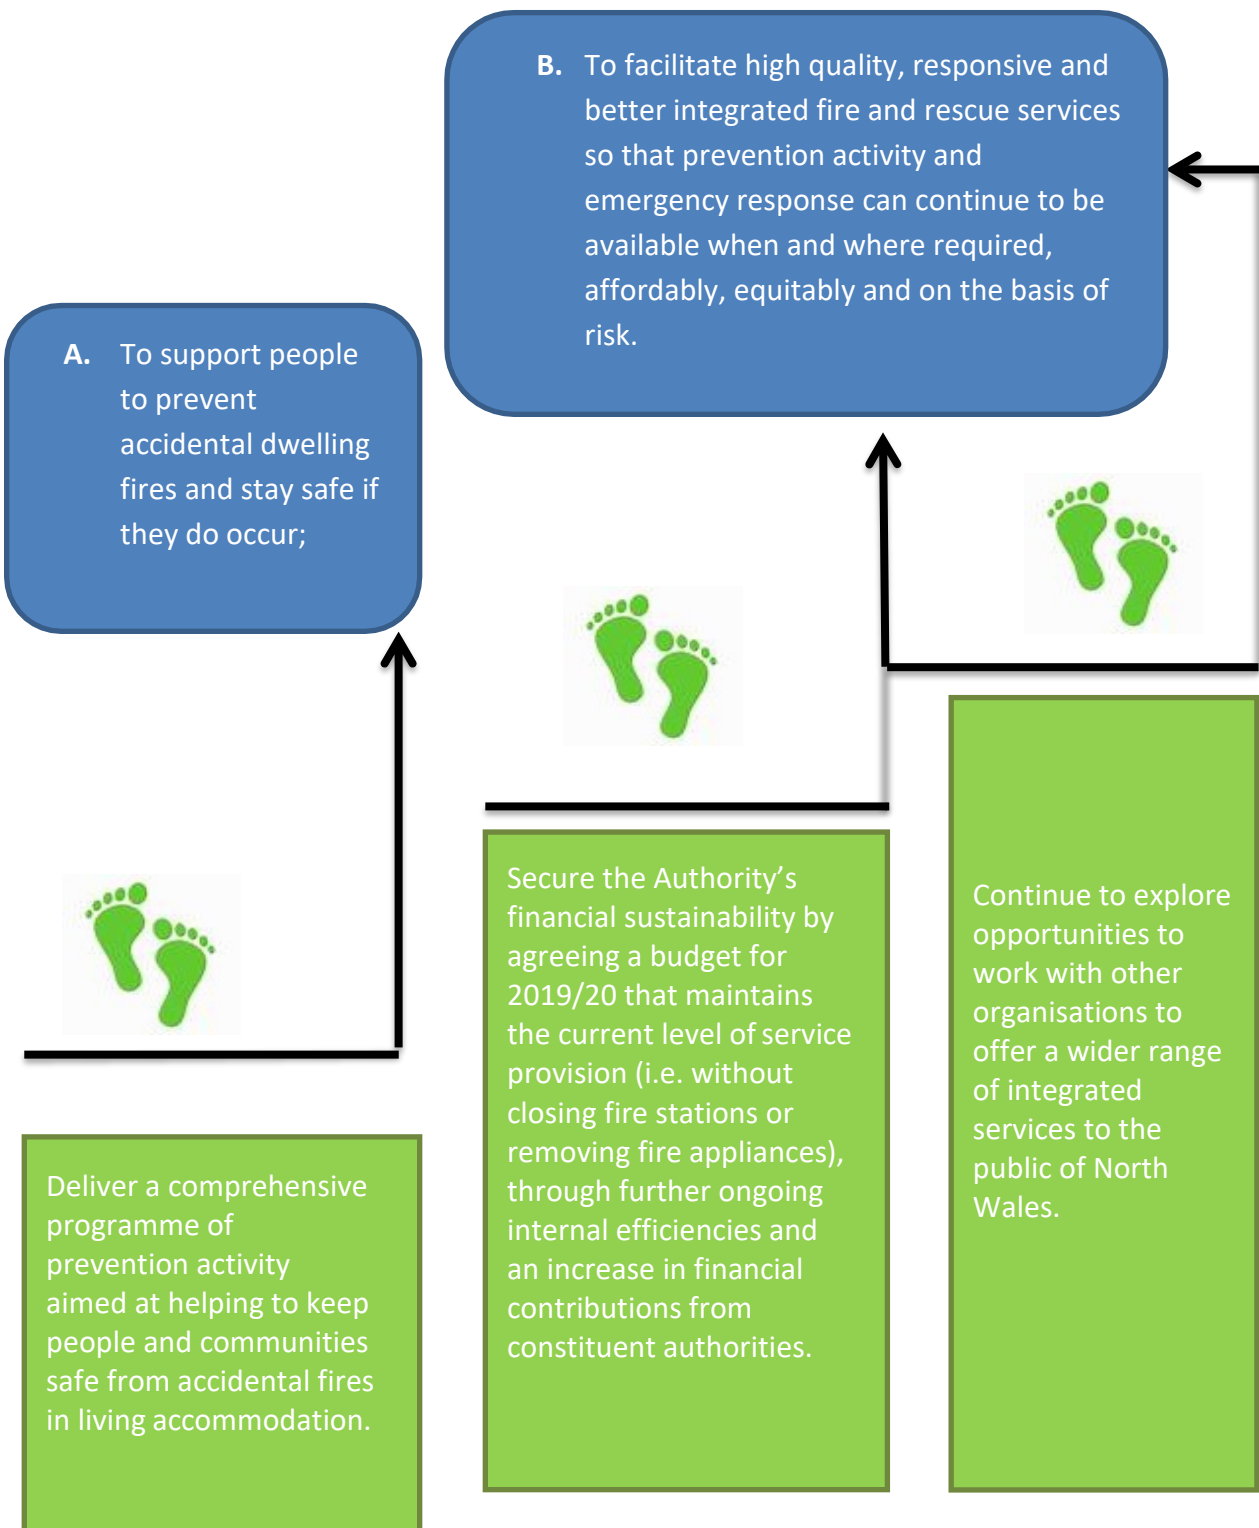 B. To facilitate high quality, responsive and
better integrated fire and rescue services
so that prevention activity and
emergency response can continue to be
available when and where required,
affordably, equitably and on the basis of
risk.
A. To support people
to prevent
accidental dwelling
fires and stay safe if
they do occur;
Deliver a comprehensive
programme of
prevention activity
aimed at helping to keep
people and communities
safe from accidental fires
in living accommodation.
Secure the Authority’s
financial sustainability by
agreeing a budget for
2019/20 that maintains
the current level of service
provision (i.e. without
closing fire stations or
removing fire appliances),
through further ongoing
internal efficiencies and
an increase in financial
contributions from
constituent authorities.
Continue to explore
opportunities to
work with other
organisations to
offer a wider range
of integrated
services to the
public of North
Wales.